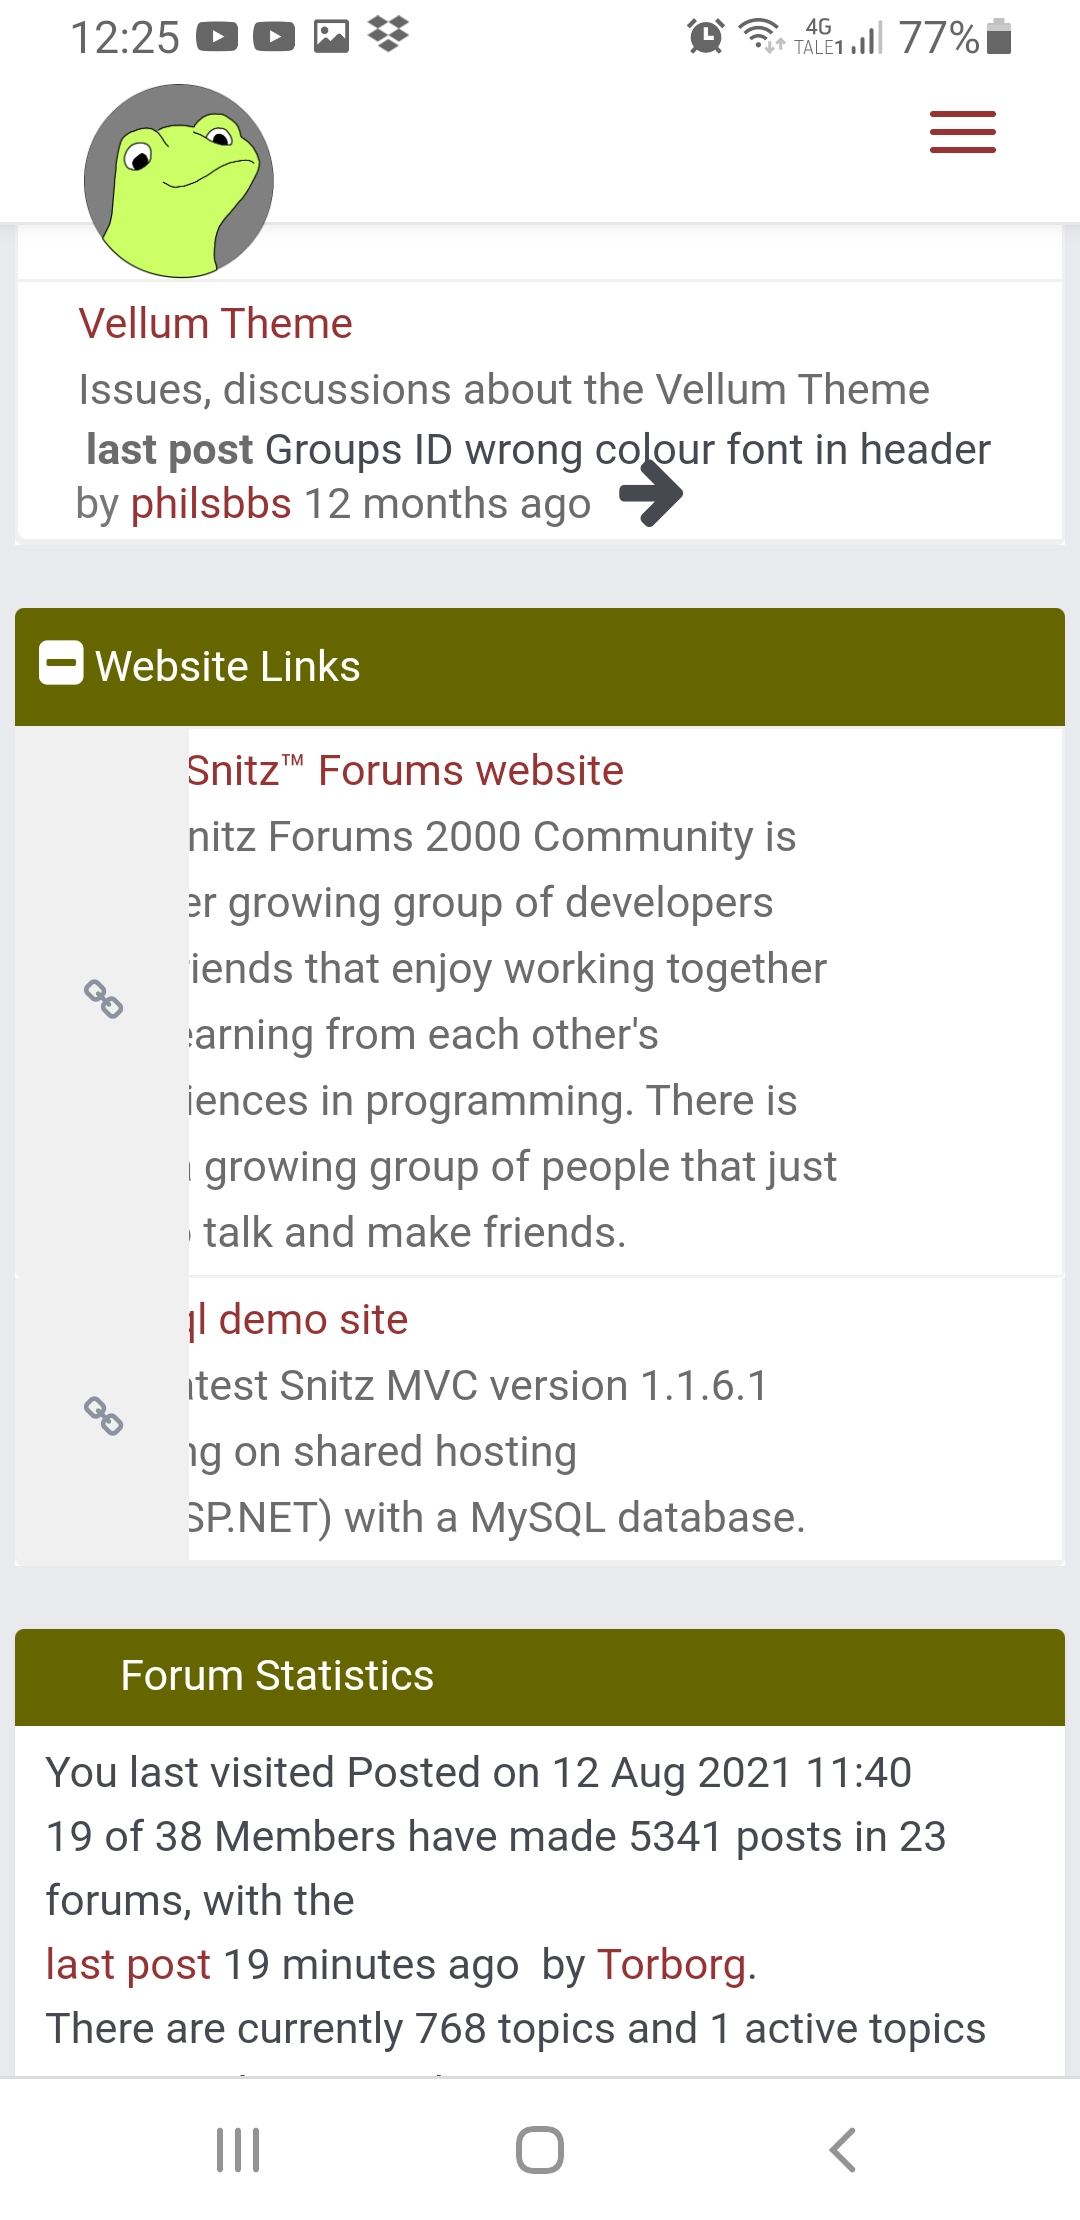 12:25
4G
TALE1
77%
Vellum Theme
Issues, discussions about the Vellum Theme
last post Groups ID wrong colour font in header
by philsbbs 12 months ago
Website Links
Snitz™ Forums website
nitz Forums 2000 Community is
er growing group of developers
iends that enjoy working together
earning from each other's
iences in programming. There is
growing group of people that just
talk and make friends.
ql demo site
test Snitz MVC version 1.1.6.1
ng on shared hosting
SP.NET) with a MySQL database.
Forum Statistics
You last visited Posted on 12 Aug 2021 11:40
19 of 38 Members have made 5341 posts in 23
forums, with the
last post 19 minutes ago by Torborg.
There are currently 768 topics and 1 active topics